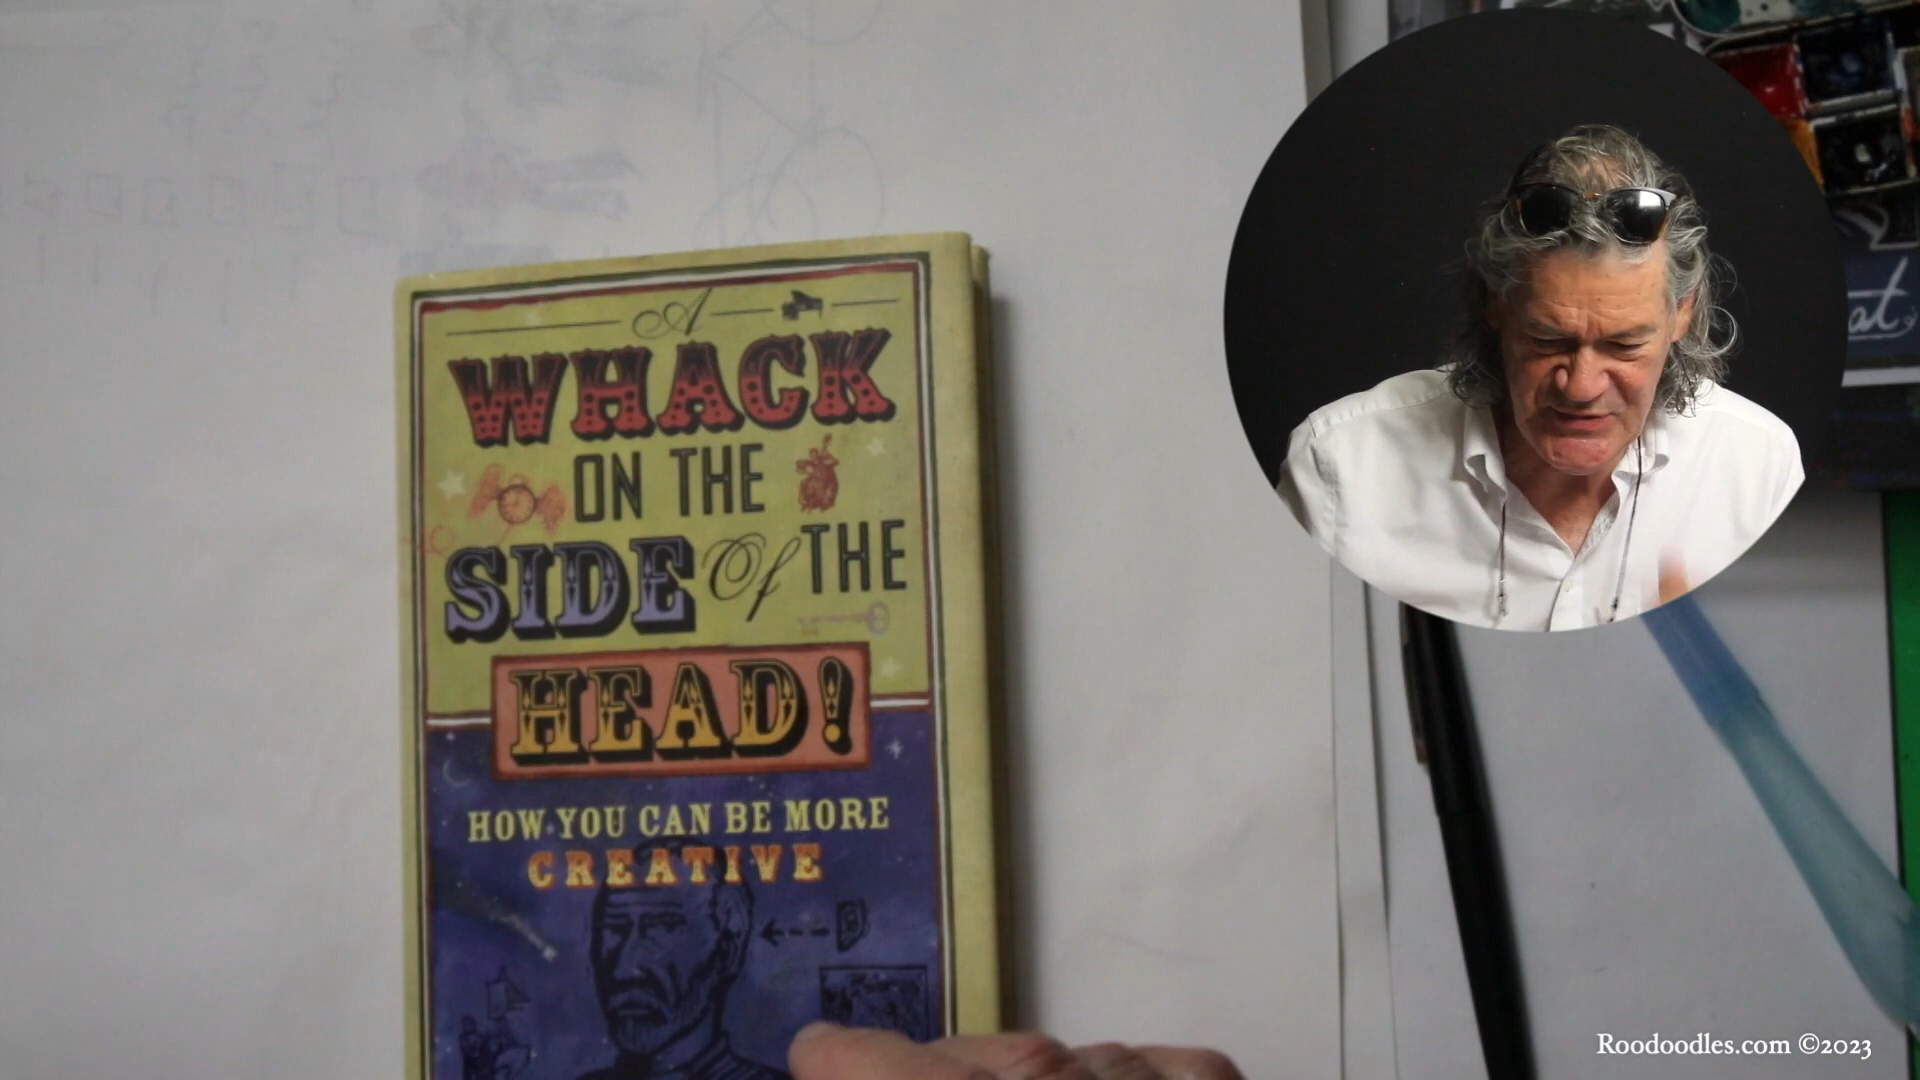 A
WHACK
ON THE
SIDE Of THE
HEAD!
HOW YOU CAN BE MORE
CREATIVE
Roodoodles.com ©2023